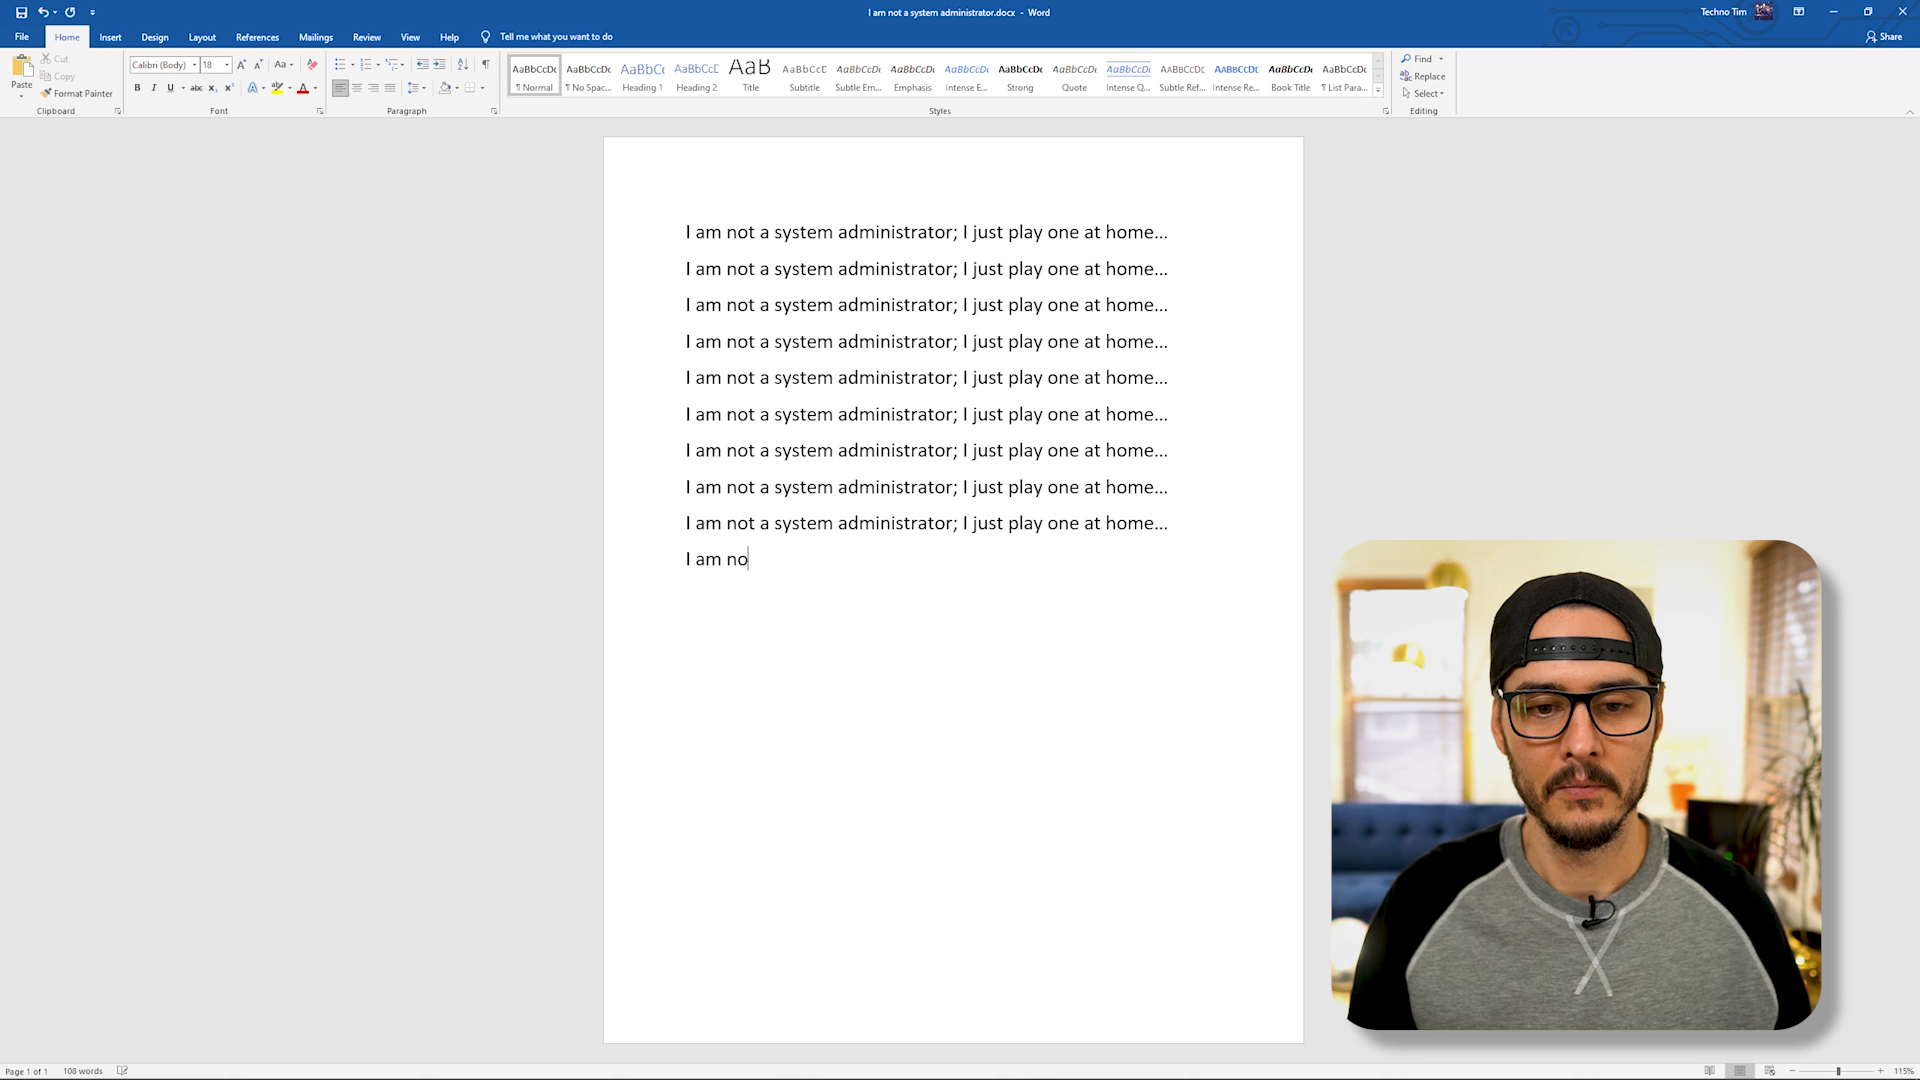 I am not a system administrator.docx - Word
Techno Tim
File Home Insert Design Layout References Mailings Review View Help Tell me what you want to do
Share
Paste
Cut
Copy
Format Painter
Clipboard
Calibri (Body) 18
Font
Paragraph
AaBbCcDc AaBbCcDc AaBbCc AaBbCcD AaB AaBbCcD AaBbCcDc AaBbCcDc AaBbCcDc AaBbCcDc AaBbCcDc AaBbCcDc AaBbCcDc AaBbCcDc AaBbCcDc AaBbCcDc
¶ Normal ¶ No Spac... Heading 1 Heading 2 Title Subtitle Subtle Em... Emphasis Intense E... Strong Quote Intense Q... Subtle Ref... Intense Re... Book Title ¶ List Para...
Styles
Find
Replace
Select
Editing
I am not a system administrator; I just play one at home...
I am not a system administrator; I just play one at home...
I am not a system administrator; I just play one at home...
I am not a system administrator; I just play one at home...
I am not a system administrator; I just play one at home...
I am not a system administrator; I just play one at home...
I am not a system administrator; I just play one at home...
I am not a system administrator; I just play one at home...
I am not a system administrator; I just play one at home...
I am no
Page 1 of 1 108 words
115%